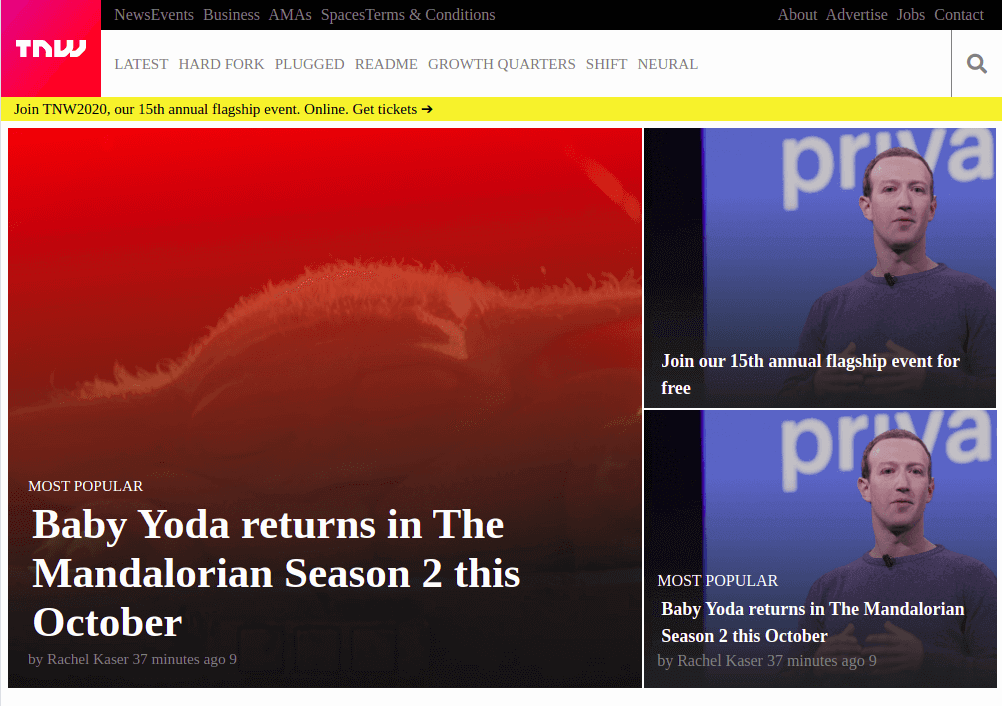 NewsEvents Business AMAs SpacesTerms & Conditions About Advertise Jobs Contact
TNW
LATEST HARD FORK PLUGGED README GROWTH QUARTERS SHIFT NEURAL
Join TNW2020, our 15th annual flagship event. Online. Get tickets ➔
MOST POPULAR
Baby Yoda returns in The
Mandalorian Season 2 this
October
by Rachel Kaser 37 minutes ago 9
priva
Join our 15th annual flagship event for
free
priva
MOST POPULAR
Baby Yoda returns in The Mandalorian
Season 2 this October
by Rachel Kaser 37 minutes ago 9